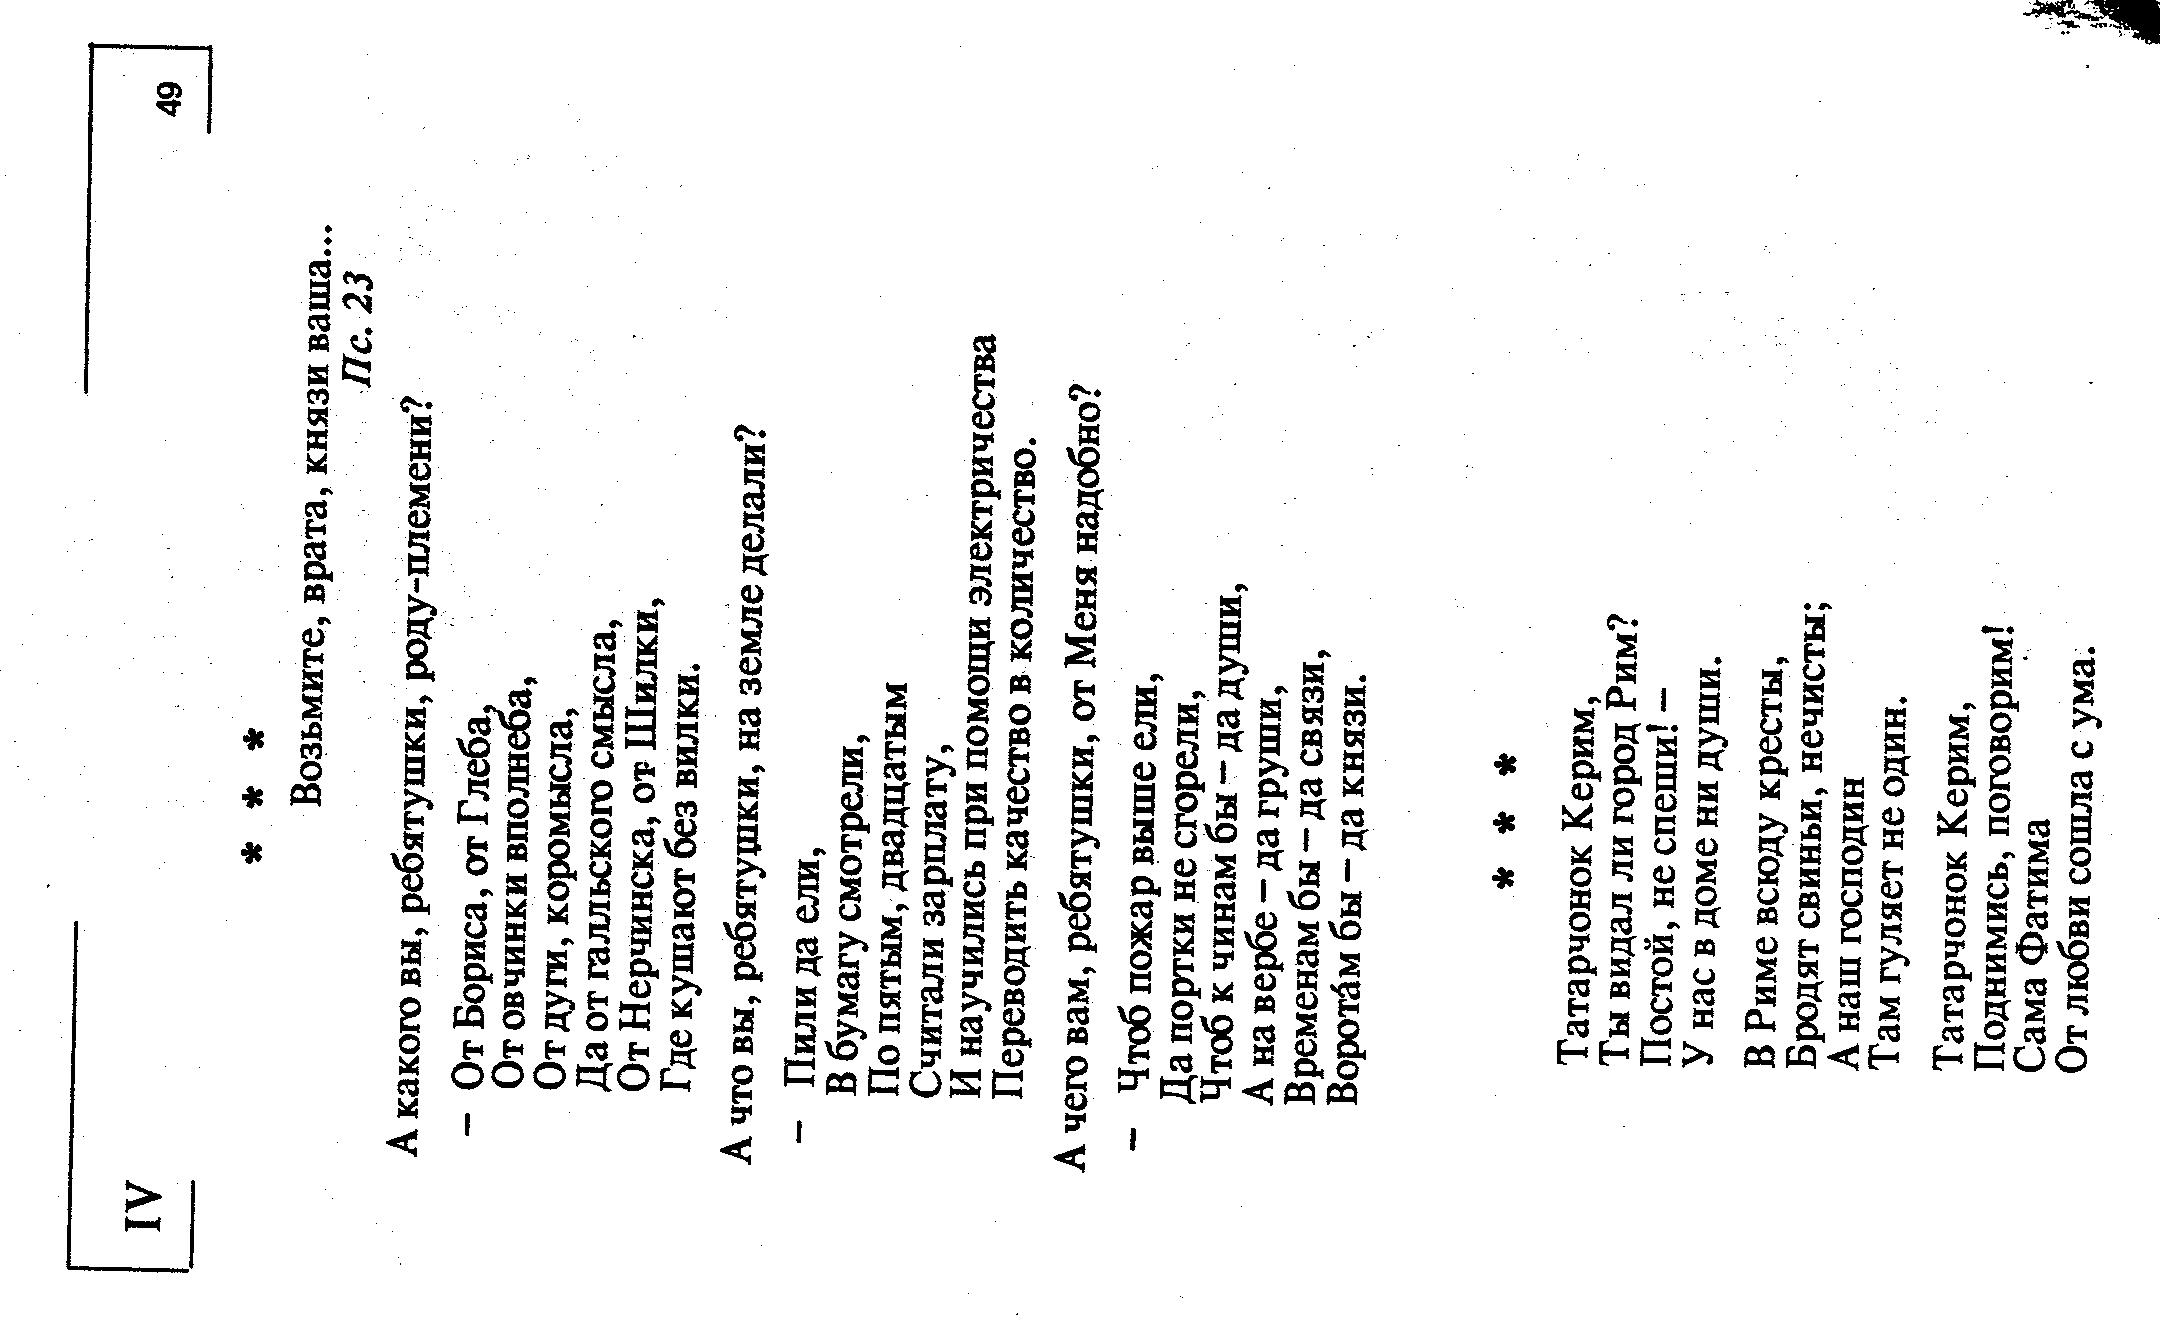 IV
49
* * *
Возьмите, врата, князи ваша...
Пс. 23
А какого вы, ребятушки, роду-племени?
– От Бориса, от Глеба,
От овчинки вполнеба,
От дуги, коромысла,
Да от галльского смысла,
От Нерчинска, от Шилки,
Где кушают без вилки.
А что вы, ребятушки, на земле делали?
– Пили да ели,
В бумагу смотрели,
По пятым, двадцатым
Считали зарплату,
И научились при помощи электричества
Переводить качество в количество.
А чего вам, ребятушки, от Меня надобно?
– Чтоб пожар выше ели,
Да портки не сгорели,
Чтоб к чинам бы – да души,
А на вербе – да груши,
Временам бы – да связи,
Ворота́м бы – да князи.
* * *
Татарчонок Керим,
Ты видал ли город Рим?
Постой, не спеши! –
У нас в доме ни души.
В Риме всюду кресты,
Бродят свиньи, нечисты;
А наш господин
Там гуляет не один.
Татарчонок Керим,
Поднимись, поговорим!
Сама Фатима
От любви сошла с ума.